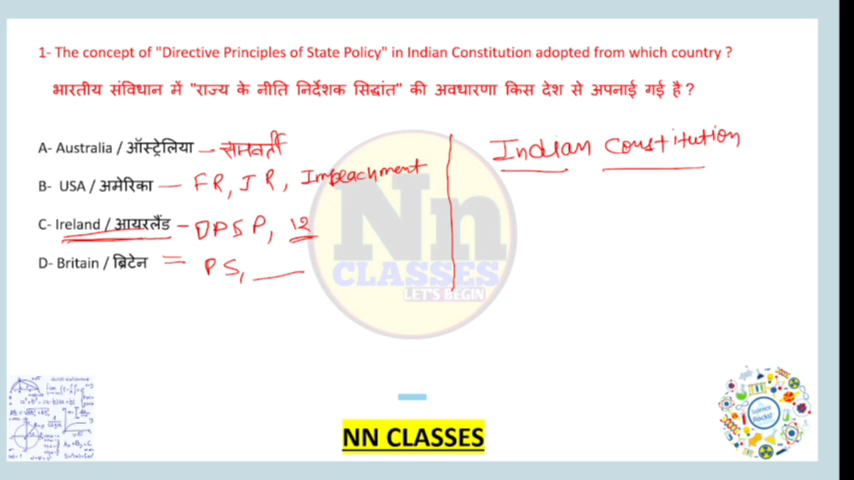 1- The concept of "Directive Principles of State Policy" in Indian Constitution adopted from which country ?
भारतीय संविधान में "राज्य के नीति निर्देशक सिद्धांत" की अवधारणा किस देश से अपनाई गई है ?
A- Australia / ऑस्ट्रेलिया – समवर्ती
B- USA / अमेरिका – FR, JR, Impeachment
C- Ireland / आयरलैंड – DPSP, 12
D- Britain / ब्रिटेन = PS,
Indian Constitution
Nn
CLASSES
LET'S BEGIN
NN CLASSES